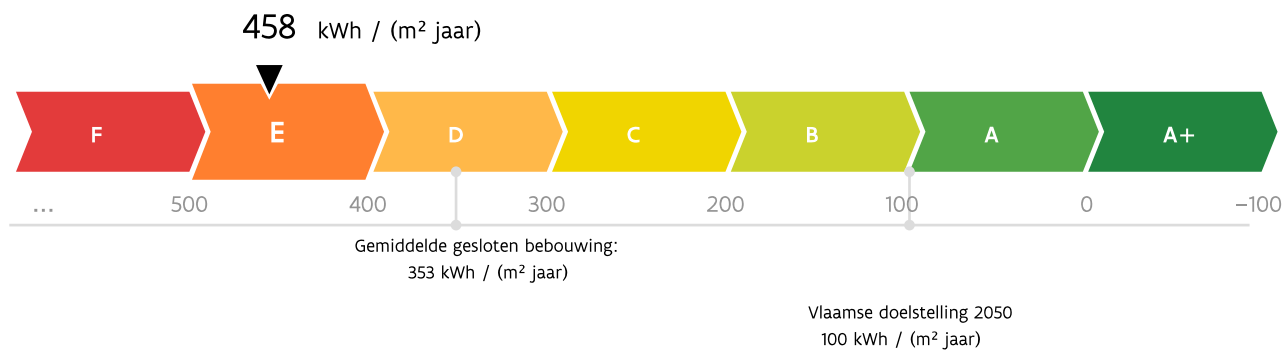 458 kWh / (m² jaar)
F E D C B A A+
... 500 400 300 200 100 0 −100
Gemiddelde gesloten bebouwing:
353 kWh / (m² jaar)
Vlaamse doelstelling 2050
100 kWh / (m² jaar)